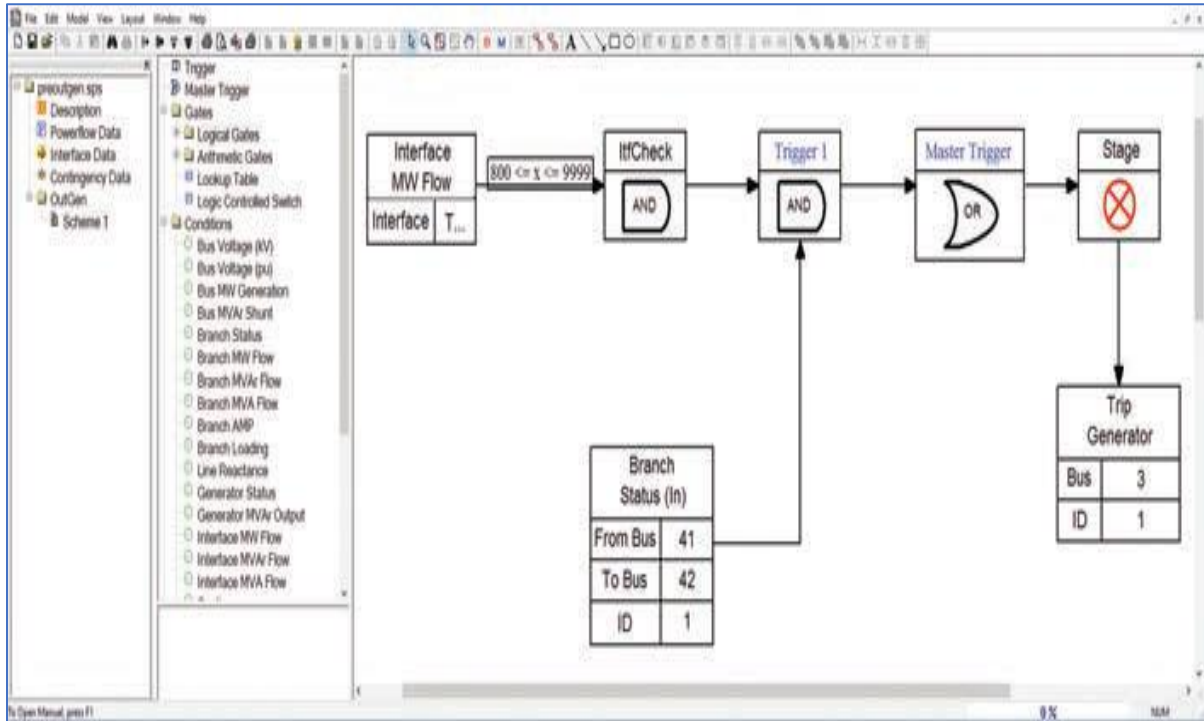 File Edit Model View Layout Window Help
preoutgen.sps
Description
Powerflow Data
Interface Data
Contingency Data
OutGen
Scheme 1
Trigger
Master Trigger
Gates
Logical Gates
Arithmetic Gates
Lookup Table
Logic Controlled Switch
Conditions
Bus Voltage (kV)
Bus Voltage (pu)
Bus MW Generation
Bus MVAr Shunt
Branch Status
Branch MW Flow
Branch MVAr Flow
Branch MVA Flow
Branch AMP
Branch Loading
Line Reactance
Generator Status
Generator MVAr Output
Interface MW Flow
Interface MVAr Flow
Interface MVA Flow
Interface
MW Flow
Interface T...
800 <= x <= 9999
ItfCheck
AND
Trigger 1
AND
Master Trigger
OR
Stage
Trip
Generator
Bus 3
ID 1
Branch
Status (In)
From Bus 41
To Bus 42
ID 1
To Open Manual, press F1
0 %
NUM